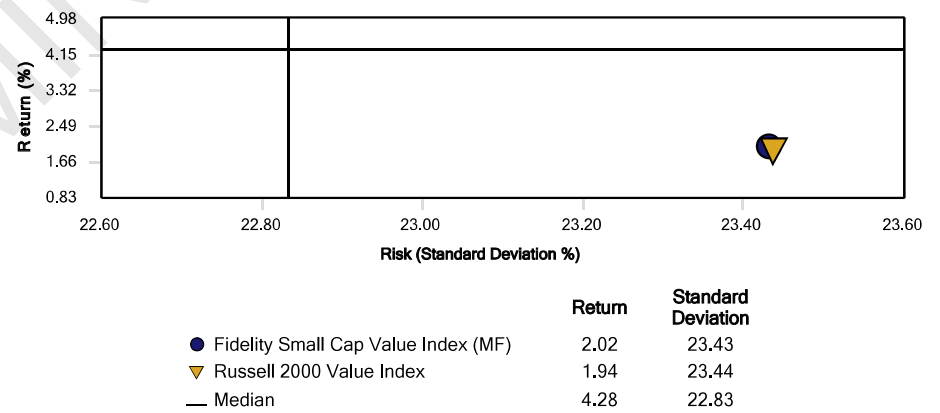 4.98
4.15
3.32
2.49
1.66
0.83
Return (%)
22.60 22.80 23.00 23.20 23.40 23.60
Risk (Standard Deviation %)
Return Standard Deviation
Fidelity Small Cap Value Index (MF) 2.02 23.43
Russell 2000 Value Index 1.94 23.44
Median 4.28 22.83